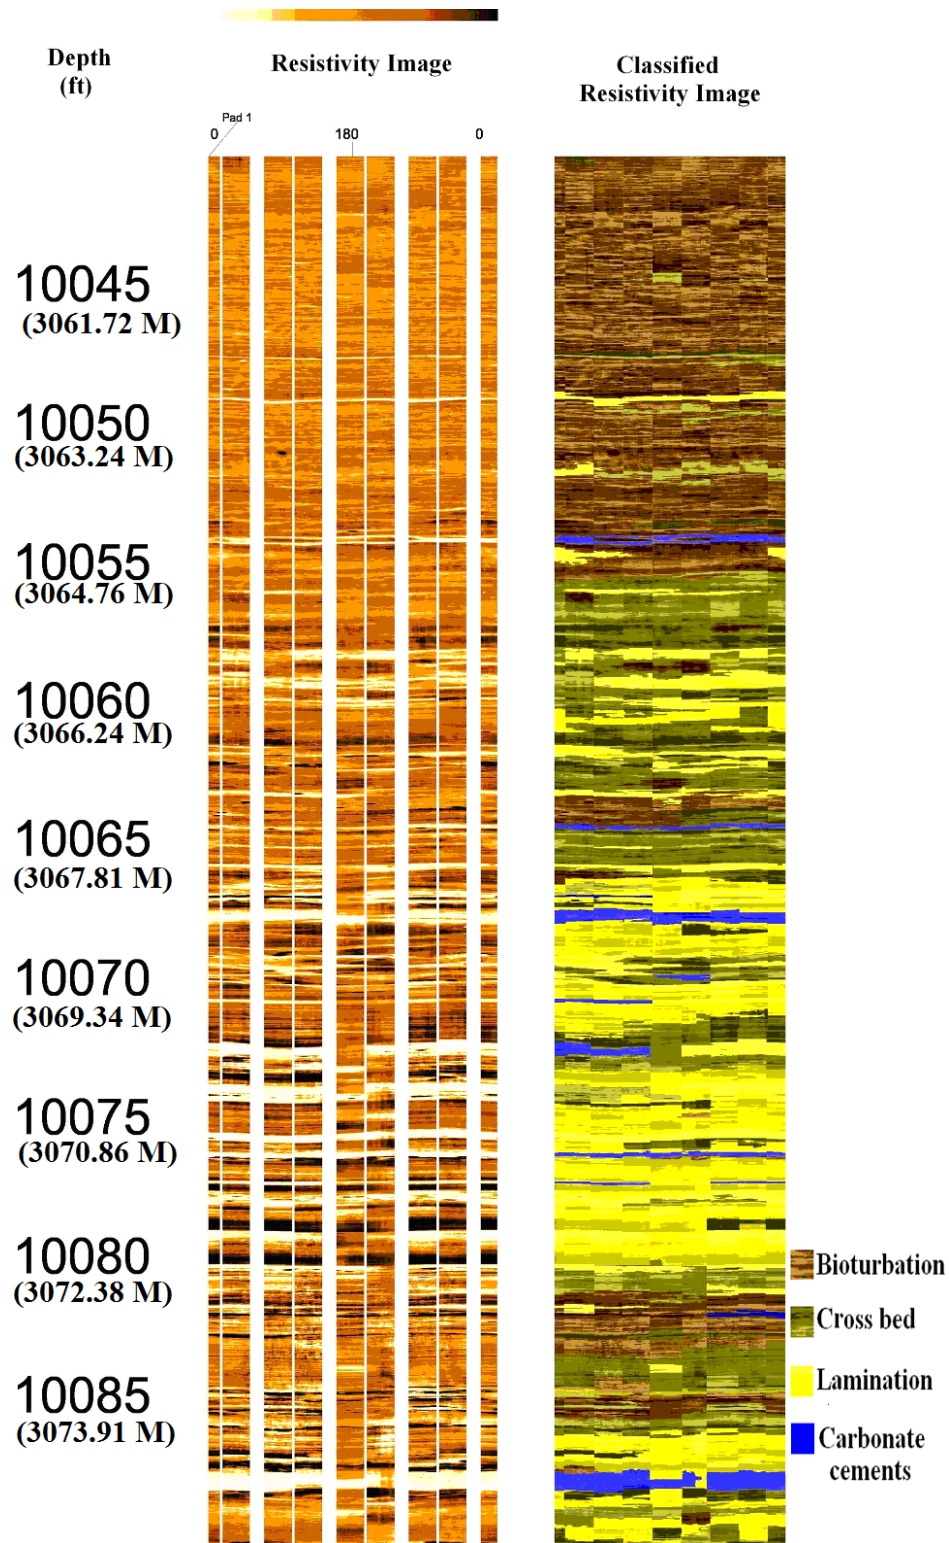 Depth
(ft)
Resistivity Image
Classified
Resistivity Image
Pad 1
0
180
0
10045
(3061.72 M)
10050
(3063.24 M)
10055
(3064.76 M)
10060
(3066.24 M)
10065
(3067.81 M)
10070
(3069.34 M)
10075
(3070.86 M)
10080
(3072.38 M)
10085
(3073.91 M)
Bioturbation
Cross bed
Lamination
Carbonate
cements